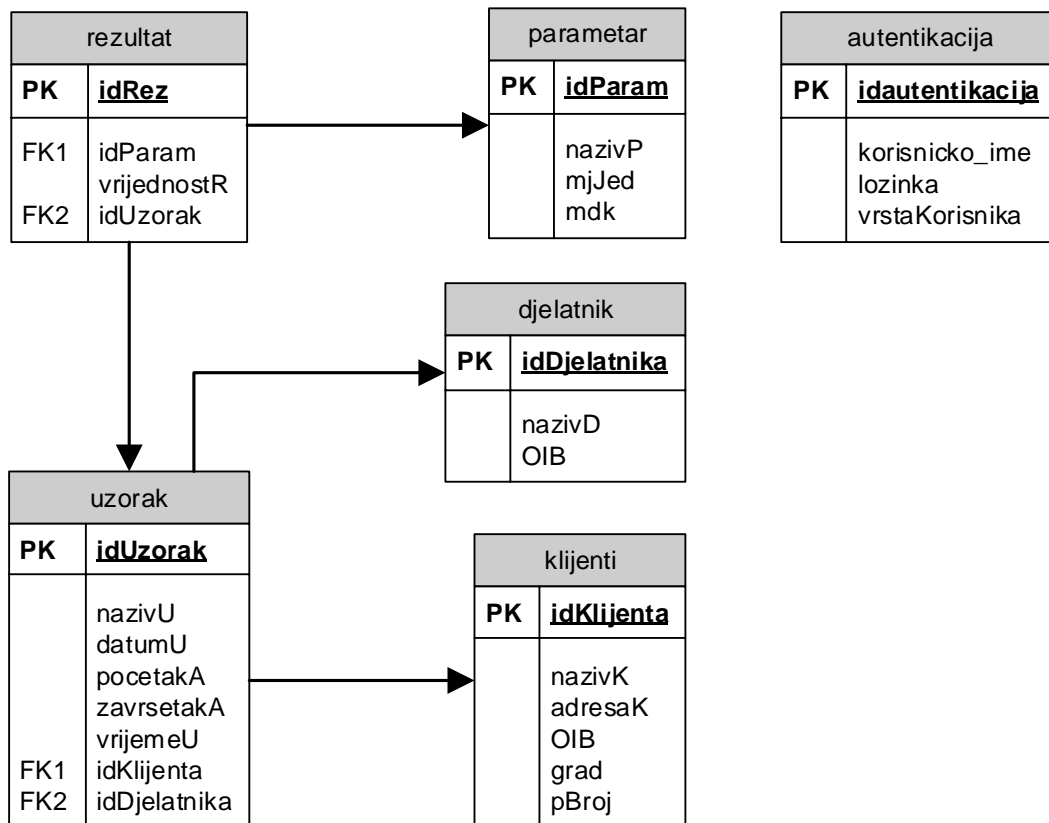 rezultat
PK idRez
FK1 idParam
vrijednostR
FK2 idUzorak
parametar
PK idParam
nazivP
mjJed
mdk
autentikacija
PK idautentikacija
korisnicko_ime
lozinka
vrstaKorisnika
djelatnik
PK idDjelatnika
nazivD
OIB
uzorak
PK idUzorak
nazivU
datumU
pocetakA
zavrsetakA
vrijemeU
FK1 idKlijenta
FK2 idDjelatnika
klijenti
PK idKlijenta
nazivK
adresaK
OIB
grad
pBroj